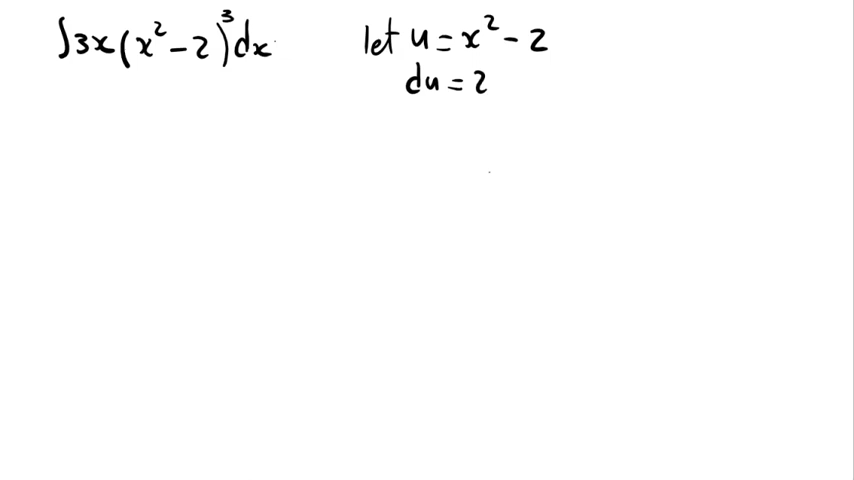 ∫3x(x²-2)³dx let u = x² - 2
du = 2